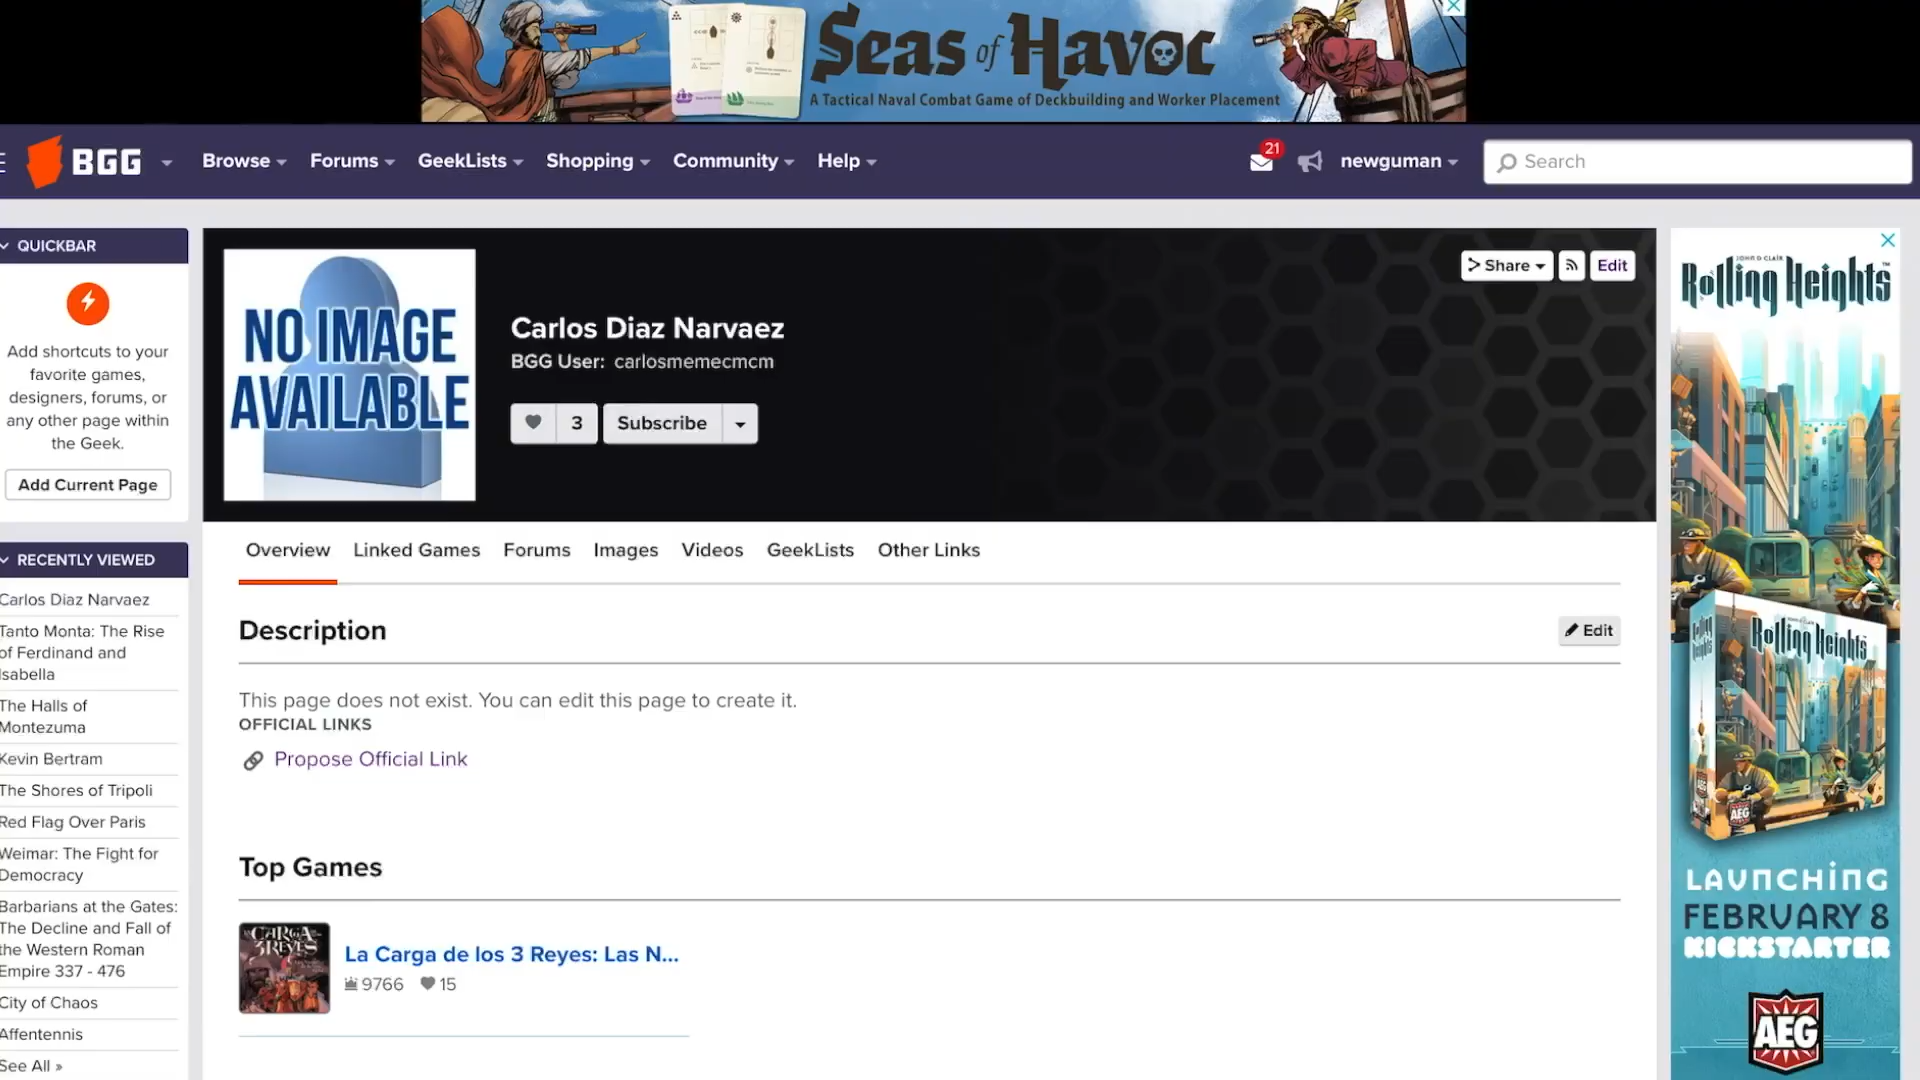 Seas of Havoc
A Tactical Naval Combat Game of Deckbuilding and Worker Placement
BGG
Browse
Forums
GeekLists
Shopping
Community
Help
21
newguman
Search
QUICKBAR
Add shortcuts to your
favorite games,
designers, forums, or
any other page within
the Geek.
Add Current Page
RECENTLY VIEWED
Carlos Diaz Narvaez
Tanto Monta: The Rise
of Ferdinand and
Isabella
The Halls of
Montezuma
Kevin Bertram
The Shores of Tripoli
Red Flag Over Paris
Weimar: The Fight for
Democracy
Barbarians at the Gates:
The Decline and Fall of
the Western Roman
Empire 337 - 476
City of Chaos
Affentennis
See All »
NO IMAGE
AVAILABLE
Carlos Diaz Narvaez
BGG User: carlosmemecmcm
3
Subscribe
Share
Edit
Overview
Linked Games
Forums
Images
Videos
GeekLists
Other Links
Description
Edit
This page does not exist. You can edit this page to create it.
OFFICIAL LINKS
Propose Official Link
Top Games
CARGA
3 REYES
La Carga de los 3 Reyes: Las N...
9766
15
JOHN D CLAIR
Rolling Heights™
Rolling Heights
AEG
LAUNCHING
FEBRUARY 8
KICKSTARTER
AEG